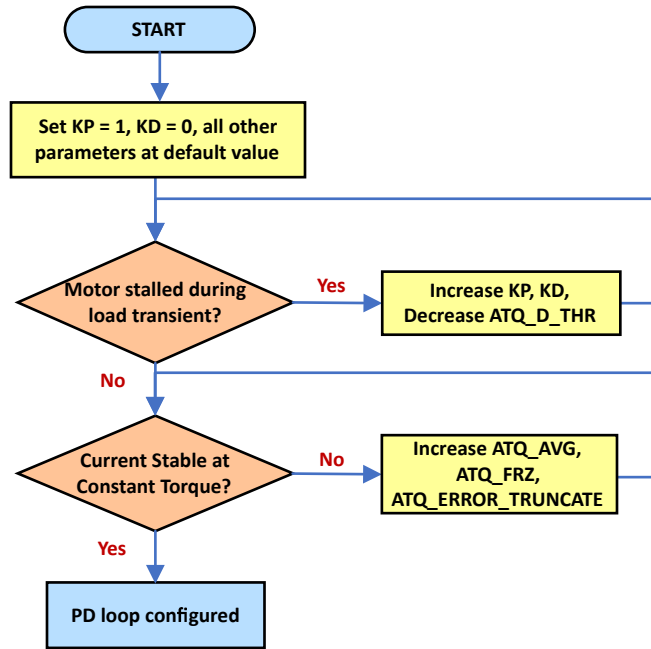 START
Set KP = 1, KD = 0, all other
parameters at default value
Motor stalled during
load transient?
Yes
Increase KP, KD,
Decrease ATQ_D_THR
No
Current Stable at
Constant Torque?
No
Increase ATQ_AVG,
ATQ_FRZ,
ATQ_ERROR_TRUNCATE
Yes
PD loop configured